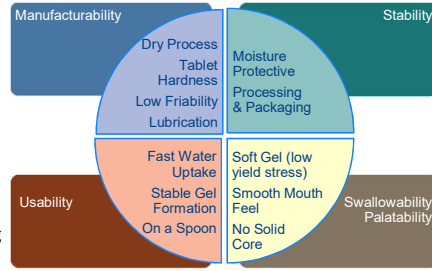 Manufacturability
Stability
Dry Process
Tablet
Hardness
Low Friability
Lubrication
Moisture
Protective
Processing
& Packaging
Fast Water
Uptake
Stable Gel
Formation
On a Spoon
Soft Gel (low
yield stress)
Smooth Mouth
Feel
No Solid
Core
Usability
Swallowability
Palatability